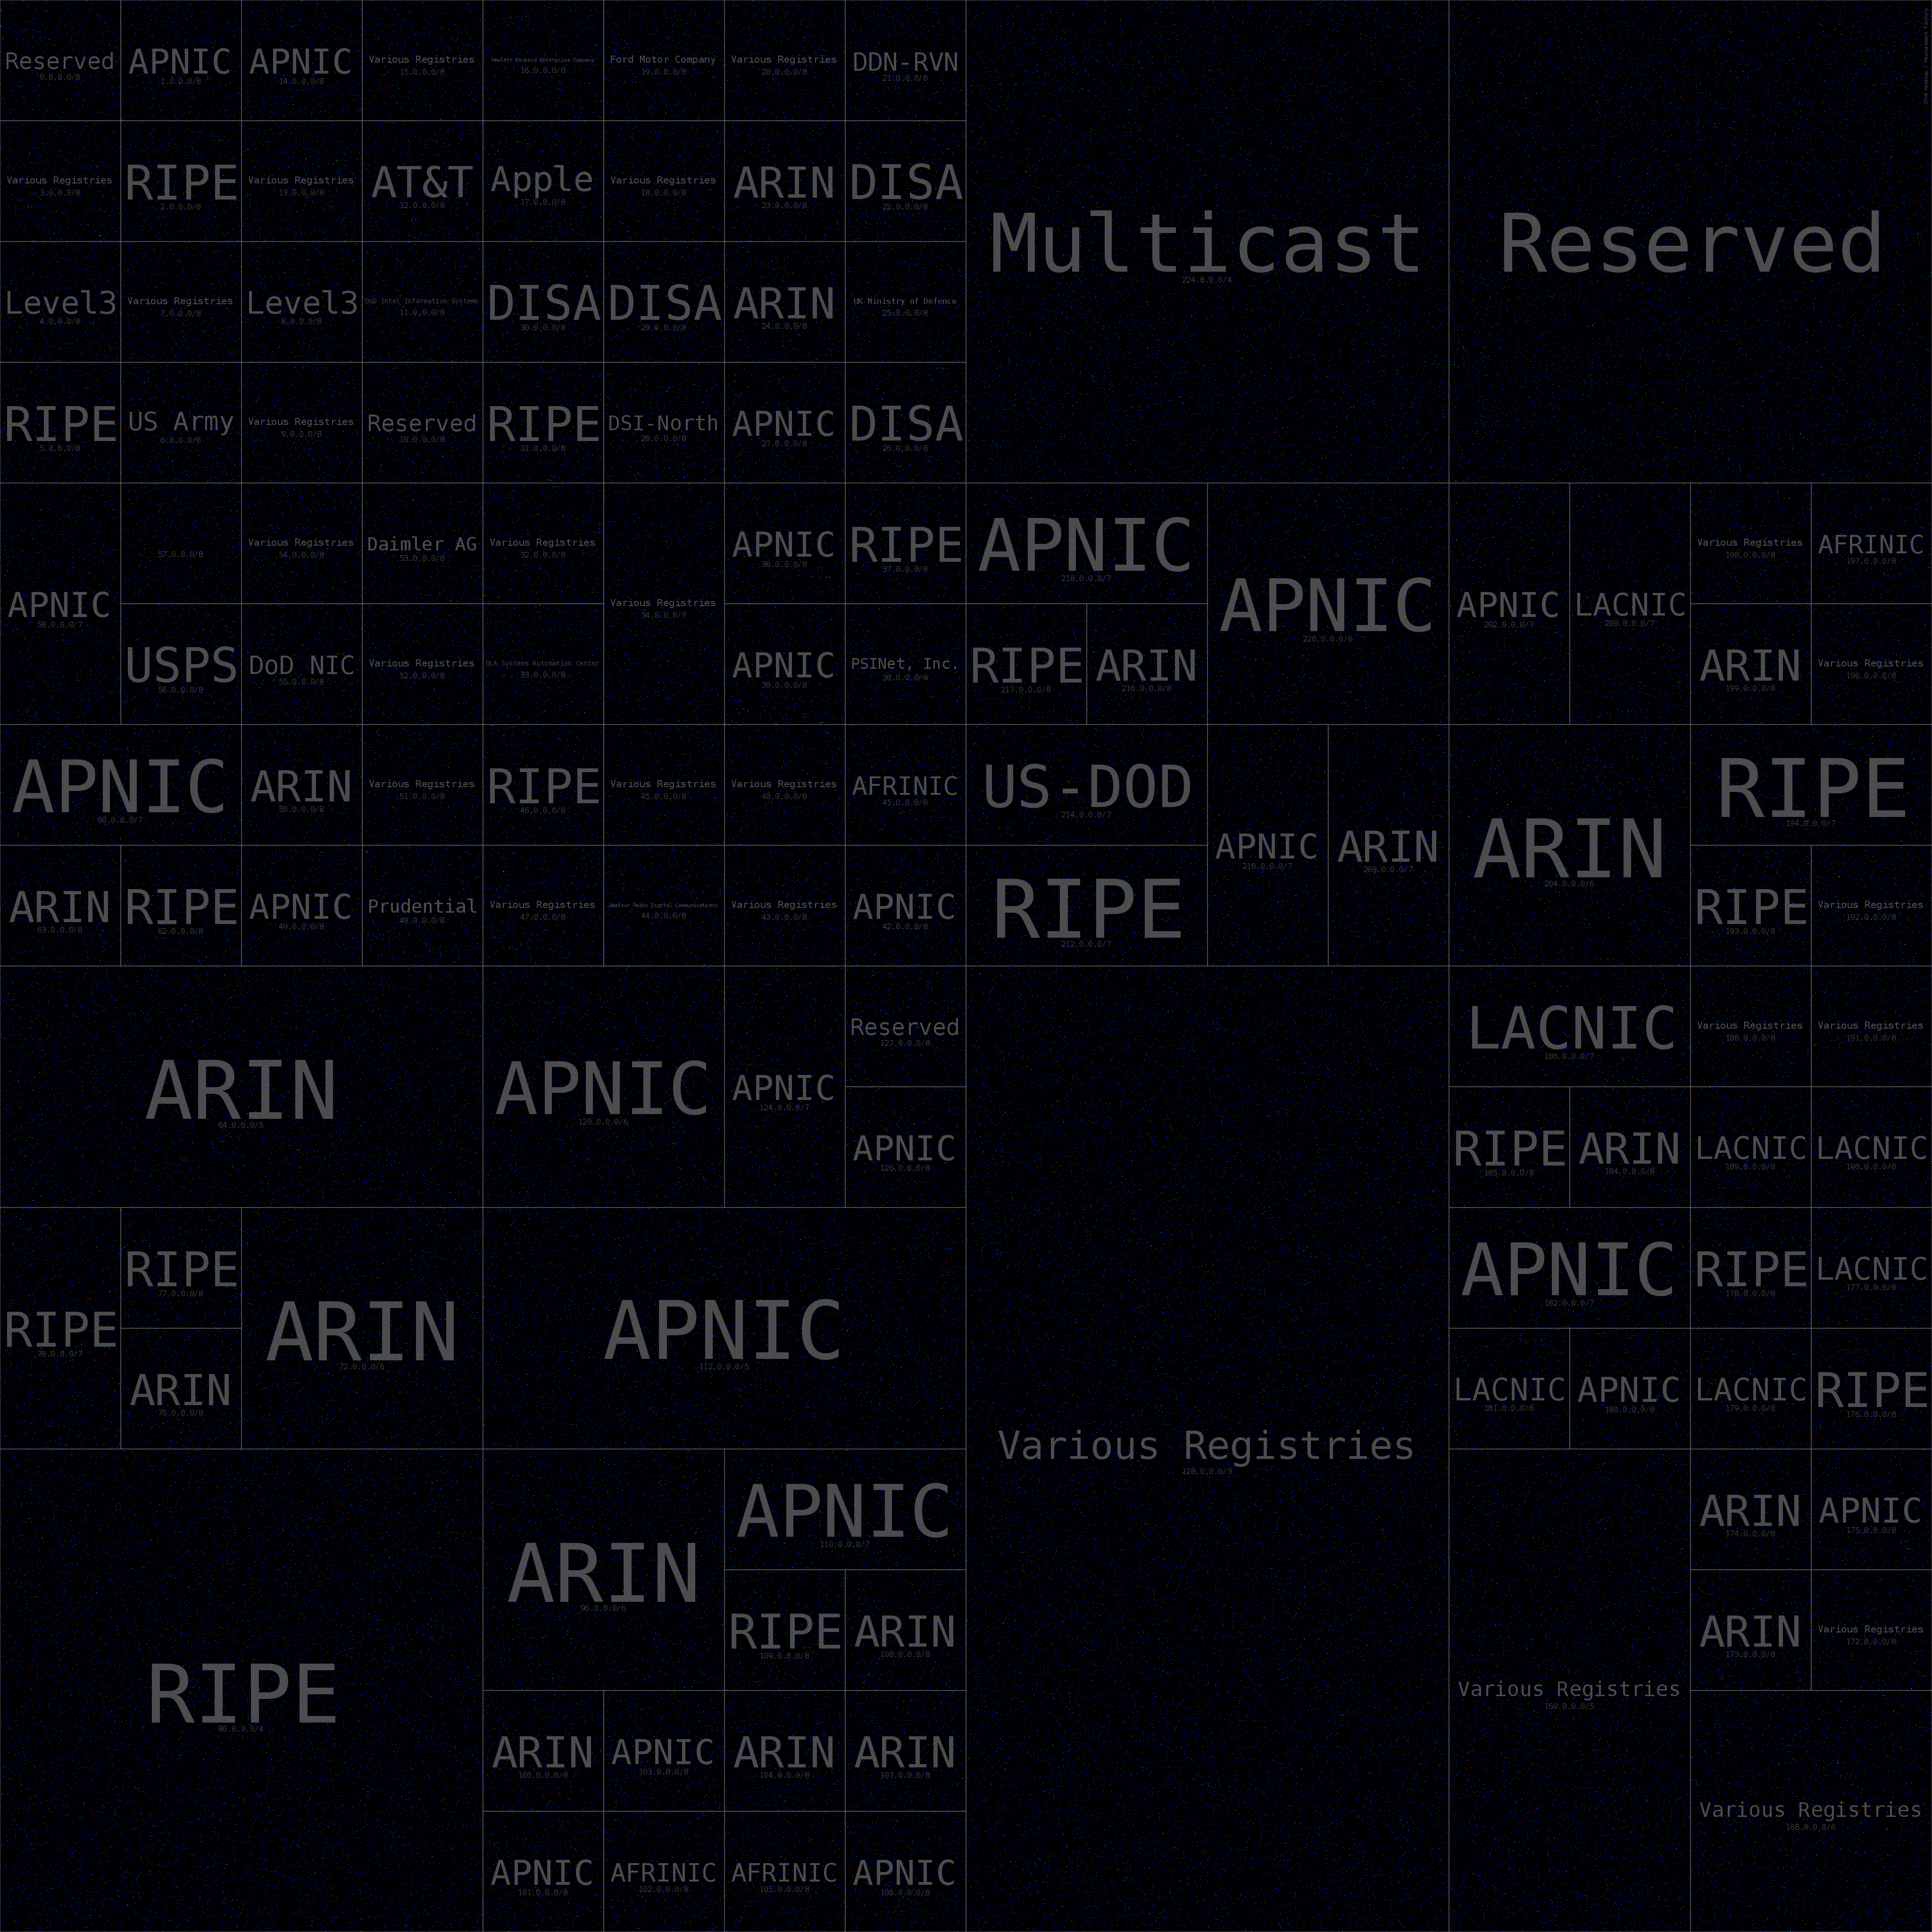 Reserved
0.0.0.0/8
APNIC
1.0.0.0/8
APNIC
14.0.0.0/8
Various Registries
15.0.0.0/8
Hewlett Packard Enterprise Company
16.0.0.0/8
Ford Motor Company
19.0.0.0/8
Various Registries
20.0.0.0/8
DDN-RVN
21.0.0.0/8
Various Registries
3.0.0.0/8
RIPE
2.0.0.0/8
Various Registries
13.0.0.0/8
AT&T
12.0.0.0/8
Apple
17.0.0.0/8
Various Registries
18.0.0.0/8
ARIN
23.0.0.0/8
DISA
22.0.0.0/8
Multicast
224.0.0.0/4
Reserved
Level3
4.0.0.0/8
Various Registries
7.0.0.0/8
Level3
8.0.0.0/8
DoD Intel Information Systems
11.0.0.0/8
DISA
30.0.0.0/8
DISA
29.0.0.0/8
ARIN
24.0.0.0/8
UK Ministry of Defence
25.0.0.0/8
RIPE
5.0.0.0/8
US Army
6.0.0.0/8
Various Registries
9.0.0.0/8
Reserved
10.0.0.0/8
RIPE
31.0.0.0/8
DSI-North
28.0.0.0/8
APNIC
27.0.0.0/8
DISA
26.0.0.0/8
APNIC
58.0.0.0/7
57.0.0.0/8
Various Registries
54.0.0.0/8
Daimler AG
53.0.0.0/8
Various Registries
32.0.0.0/8
Various Registries
34.0.0.0/7
APNIC
36.0.0.0/8
RIPE
37.0.0.0/8
APNIC
218.0.0.0/7
APNIC
220.0.0.0/6
APNIC
202.0.0.0/7
LACNIC
200.0.0.0/7
Various Registries
198.0.0.0/8
AFRINIC
197.0.0.0/8
USPS
56.0.0.0/8
DoD NIC
55.0.0.0/8
Various Registries
52.0.0.0/8
DLA Systems Automation Center
33.0.0.0/8
APNIC
39.0.0.0/8
PSINet, Inc.
38.0.0.0/8
RIPE
217.0.0.0/8
ARIN
216.0.0.0/8
ARIN
199.0.0.0/8
Various Registries
196.0.0.0/8
APNIC
60.0.0.0/7
ARIN
50.0.0.0/8
Various Registries
51.0.0.0/8
RIPE
46.0.0.0/8
Various Registries
45.0.0.0/8
Various Registries
40.0.0.0/8
AFRINIC
41.0.0.0/8
US-DOD
214.0.0.0/7
APNIC
210.0.0.0/7
ARIN
208.0.0.0/7
ARIN
204.0.0.0/6
RIPE
194.0.0.0/7
ARIN
63.0.0.0/8
RIPE
62.0.0.0/8
APNIC
49.0.0.0/8
Prudential
48.0.0.0/8
Various Registries
47.0.0.0/8
Amateur Radio Digital Communications
44.0.0.0/8
Various Registries
43.0.0.0/8
APNIC
42.0.0.0/8
RIPE
212.0.0.0/7
RIPE
193.0.0.0/8
Various Registries
192.0.0.0/8
ARIN
64.0.0.0/5
APNIC
120.0.0.0/6
APNIC
124.0.0.0/7
Reserved
127.0.0.0/8
APNIC
126.0.0.0/8
LACNIC
186.0.0.0/7
Various Registries
188.0.0.0/8
Various Registries
191.0.0.0/8
RIPE
185.0.0.0/8
ARIN
184.0.0.0/8
LACNIC
189.0.0.0/8
LACNIC
190.0.0.0/8
RIPE
78.0.0.0/7
RIPE
77.0.0.0/8
ARIN
76.0.0.0/8
ARIN
72.0.0.0/6
APNIC
112.0.0.0/5
APNIC
182.0.0.0/7
RIPE
178.0.0.0/8
LACNIC
177.0.0.0/8
LACNIC
181.0.0.0/8
APNIC
180.0.0.0/8
LACNIC
179.0.0.0/8
RIPE
176.0.0.0/8
Various Registries
128.0.0.0/3
RIPE
80.0.0.0/4
ARIN
96.0.0.0/6
APNIC
110.0.0.0/7
RIPE
109.0.0.0/8
ARIN
108.0.0.0/8
ARIN
174.0.0.0/8
APNIC
175.0.0.0/8
ARIN
173.0.0.0/8
Various Registries
172.0.0.0/8
Various Registries
160.0.0.0/5
ARIN
100.0.0.0/8
APNIC
103.0.0.0/8
ARIN
104.0.0.0/8
ARIN
107.0.0.0/8
APNIC
101.0.0.0/8
AFRINIC
102.0.0.0/8
AFRINIC
105.0.0.0/8
APNIC
106.0.0.0/8
Various Registries
168.0.0.0/6